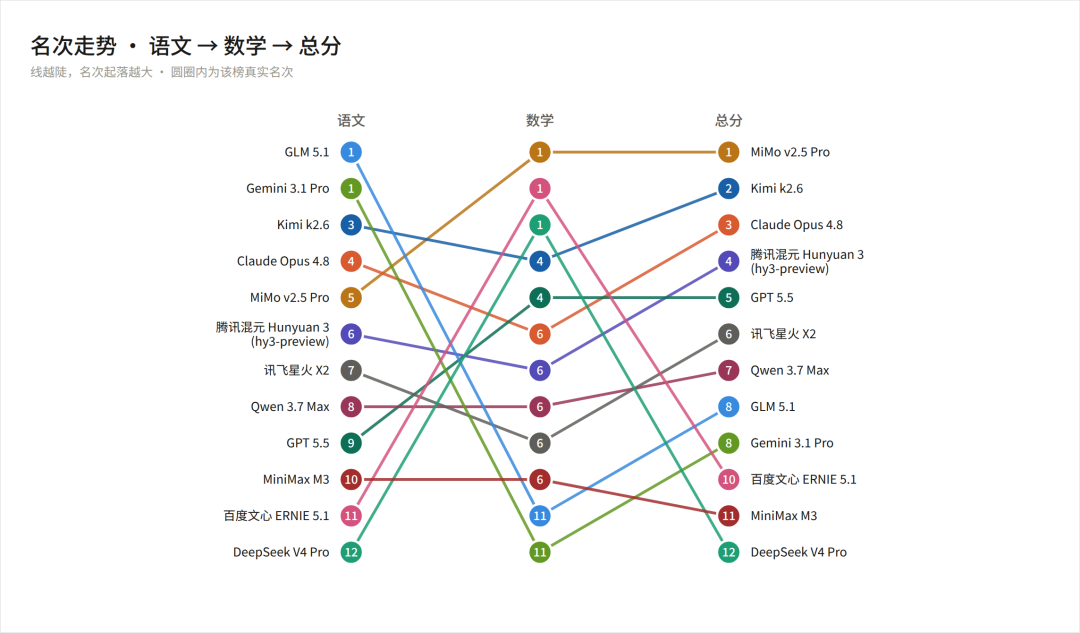 名次走势 · 语文 → 数学 → 总分
线越陡，名次起落越大 · 圆圈内为该榜真实名次
语文 数学 总分
GLM 5.1 1 1 1 MiMo v2.5 Pro
Gemini 3.1 Pro 1 1 2 Kimi k2.6
Kimi k2.6 3 1 3 Claude Opus 4.8
Claude Opus 4.8 4 4 4 腾讯混元 Hunyuan 3
(hy3-preview)
MiMo v2.5 Pro 5 4 5 GPT 5.5
腾讯混元 Hunyuan 3 6 6 6 讯飞星火 X2
(hy3-preview)
讯飞星火 X2 7 6 7 Qwen 3.7 Max
Qwen 3.7 Max 8 6 8 GLM 5.1
GPT 5.5 9 6 8 Gemini 3.1 Pro
MiniMax M3 10 6 10 百度文心 ERNIE 5.1
百度文心 ERNIE 5.1 11 11 11 MiniMax M3
DeepSeek V4 Pro 12 11 12 DeepSeek V4 Pro